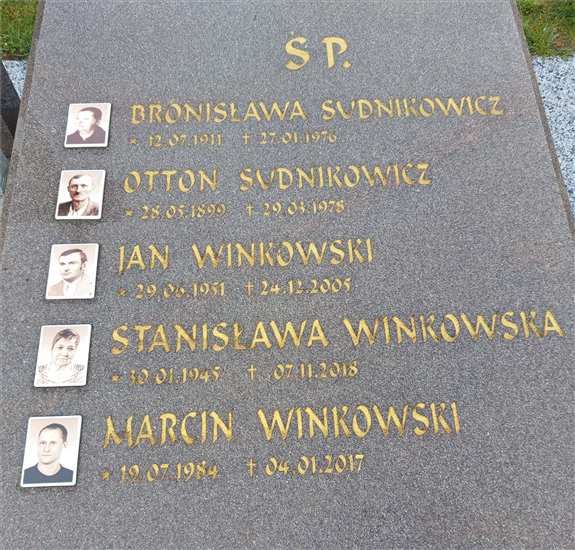 Ś P.
BRONISŁAWA SUDNIKOWICZ
* 12.07.1911 † 27.01.1976
OTTON SUDNIKOWICZ
* 28.05.1899 † 29.03.1978
JAN WINKOWSKI
* 29.06.1951 † 24.12.2005
STANISŁAWA WINKOWSKA
* 30.01.1945 † 07.11.2018
MARCIN WINKOWSKI
* 19.07.1984 † 04.01.2017